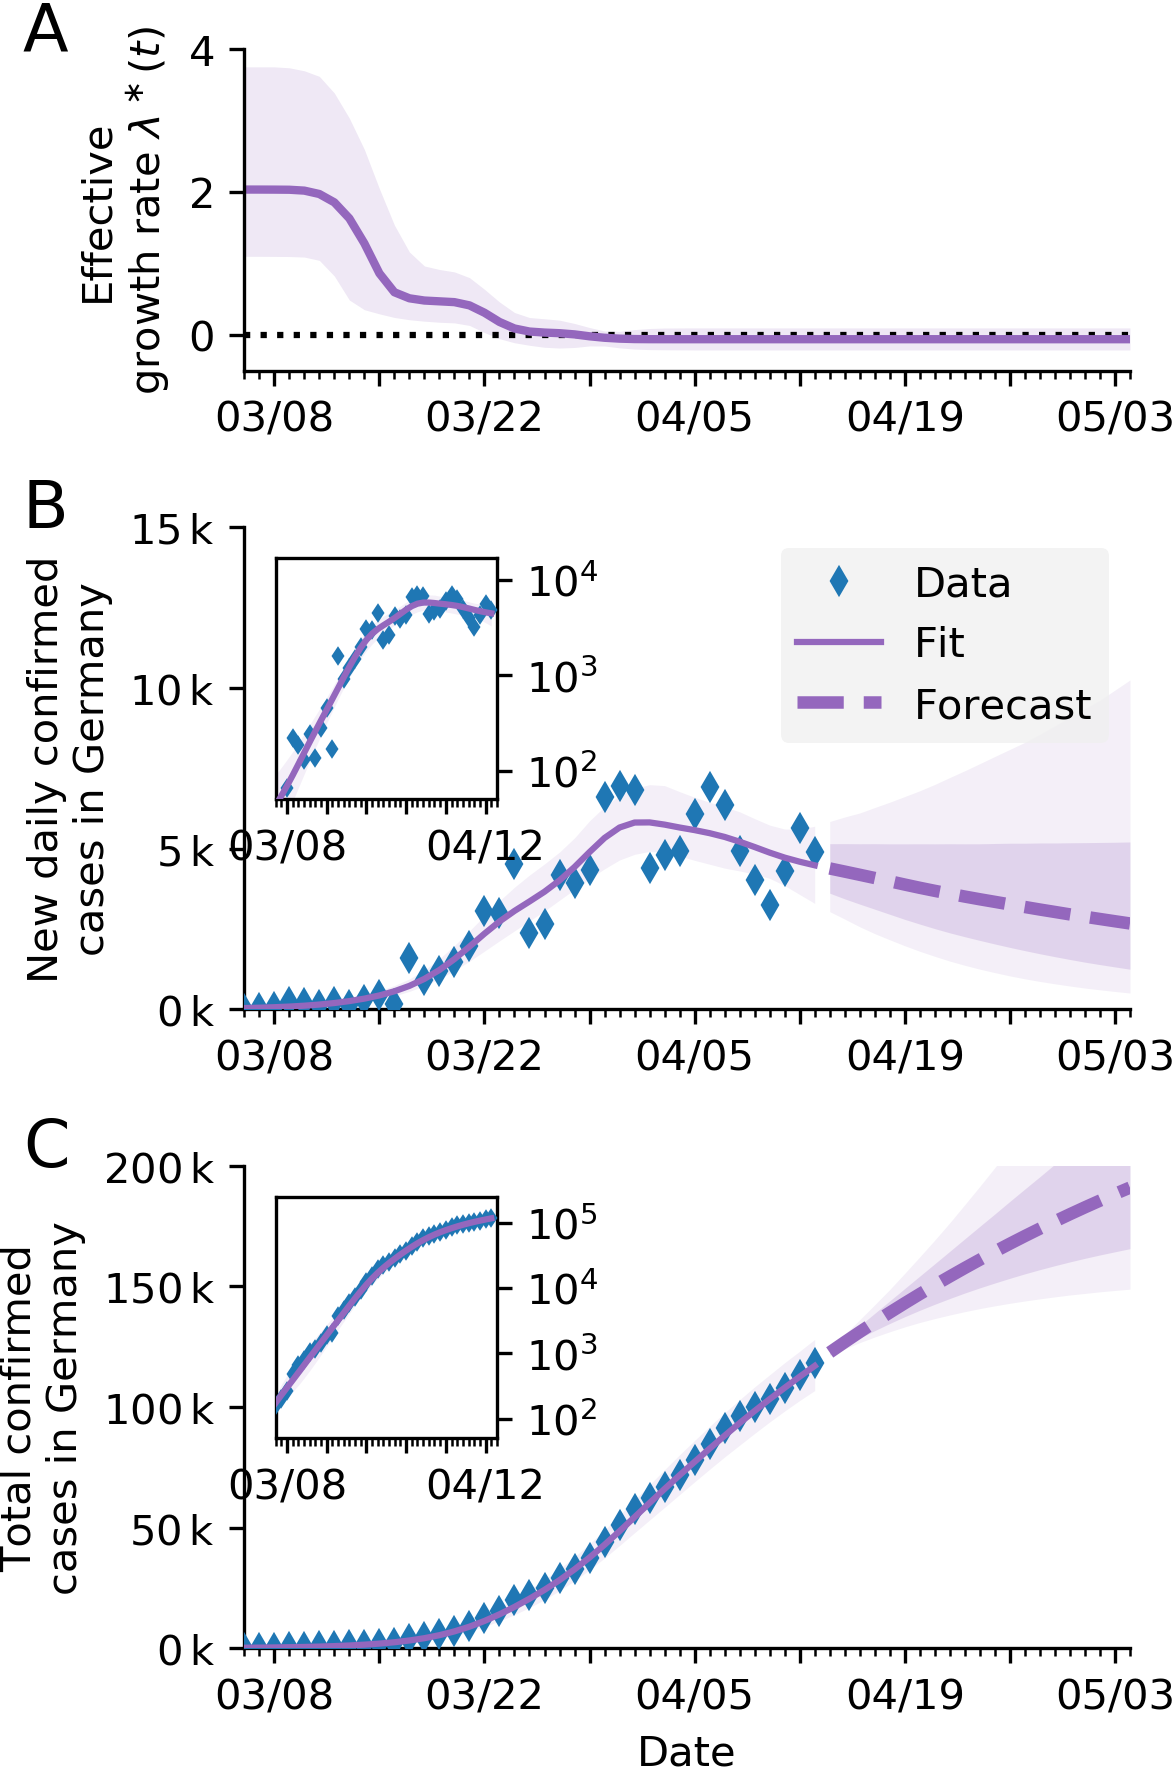 A
Effective
growth rate λ * (t)
4
2
0
03/08 03/22 04/05 04/19 05/03
B
New daily confirmed
cases in Germany
15 k
10 k
5 k
0 k
10⁴
10³
10²
03/08 04/12
Data
Fit
Forecast
03/08 03/22 04/05 04/19 05/03
C
Total confirmed
cases in Germany
200 k
150 k
100 k
50 k
0 k
10⁵
10⁴
10³
10²
03/08 04/12
03/08 03/22 04/05 04/19 05/03
Date